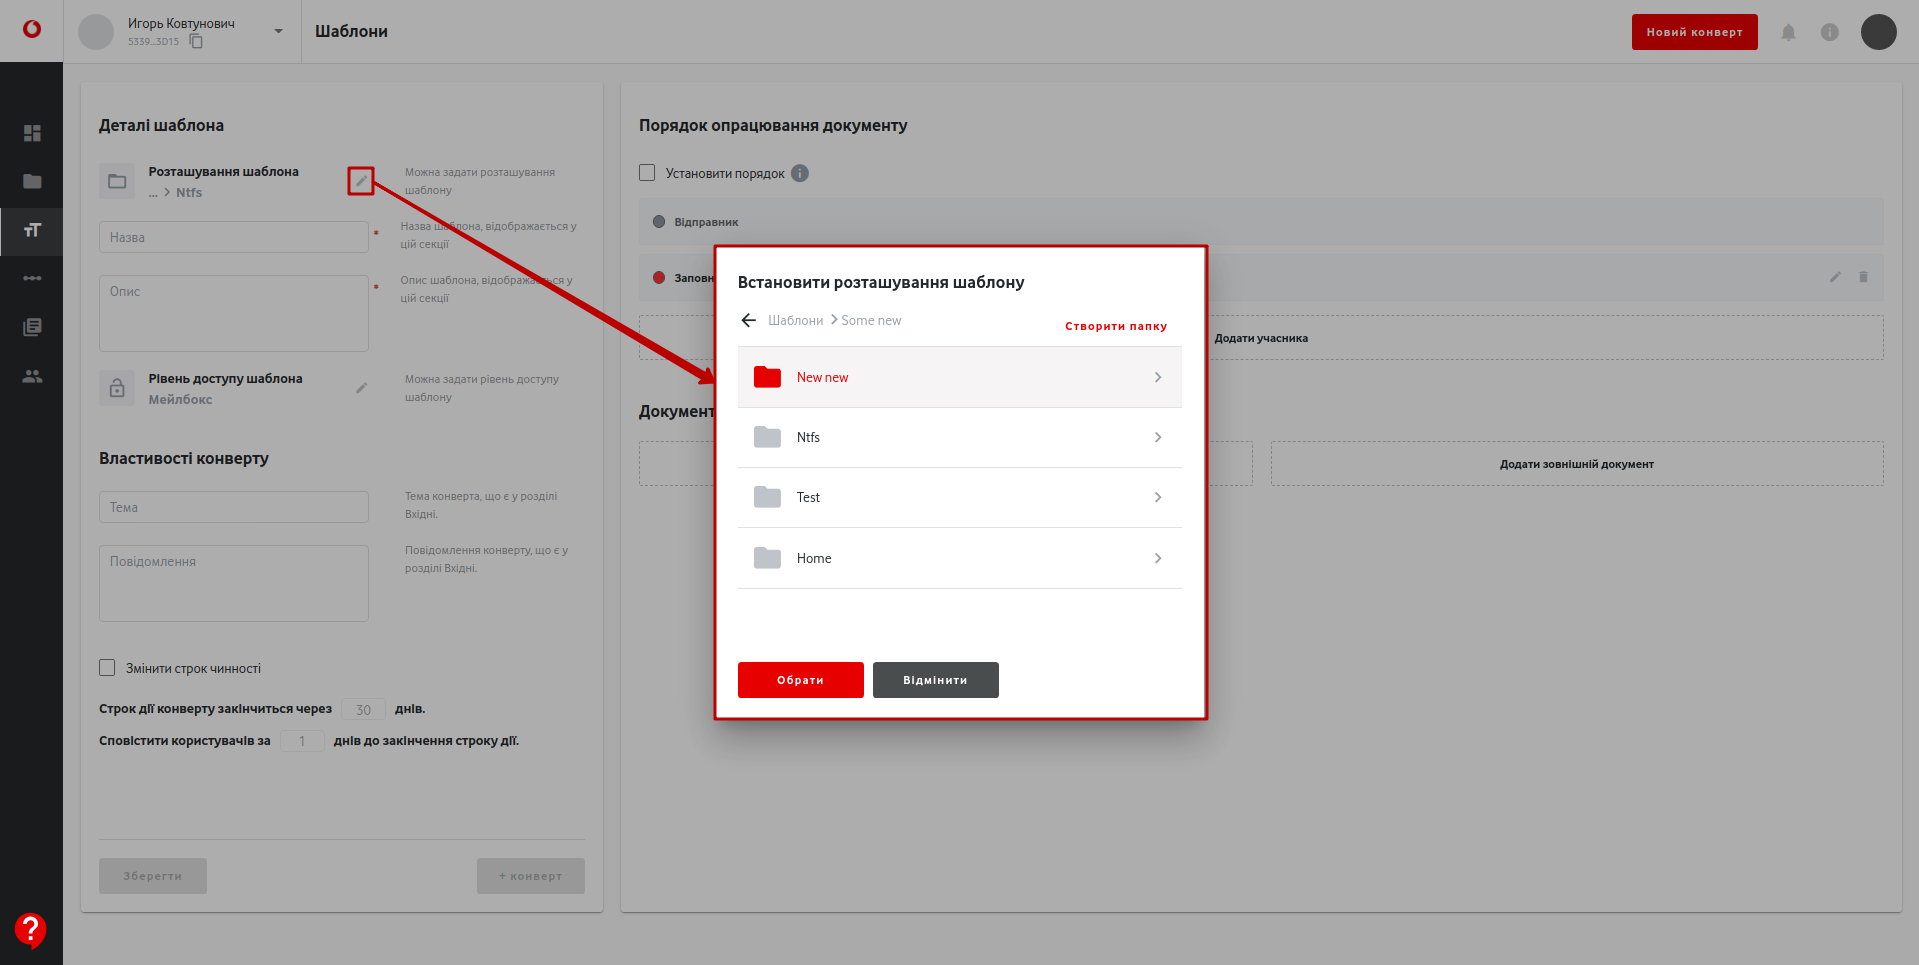 Игорь Ковтунович
5339...3D15
Шаблони
Новий конверт
Деталі шаблона
Розташування шаблона
... > Ntfs
Можна задати розташування
шаблону
Назва
*
Назва шаблона, відображається у
цій секції
Опис
*
Опис шаблона, відображається у
цій секції
Рівень доступу шаблона
Мейлбокс
Можна задати рівень доступу
шаблону
Властивості конверту
Тема
Тема конверта, що є у розділі
Вхідні.
Повідомлення
Повідомлення конверту, що є у
розділі Вхідні.
Змінити строк чинності
Строк дії конверту закінчиться через 30 днів.
Сповістити користувачів за 1 днів до закінчення строку дії.
Зберегти
+ конверт
Порядок опрацювання документу
Установити порядок
Відправник
Заповн
Додати учасника
Документ
Додати зовнішній документ
Встановити розташування шаблону
Шаблони > Some new
Створити папку
New new
Ntfs
Test
Home
Обрати
Відмінити